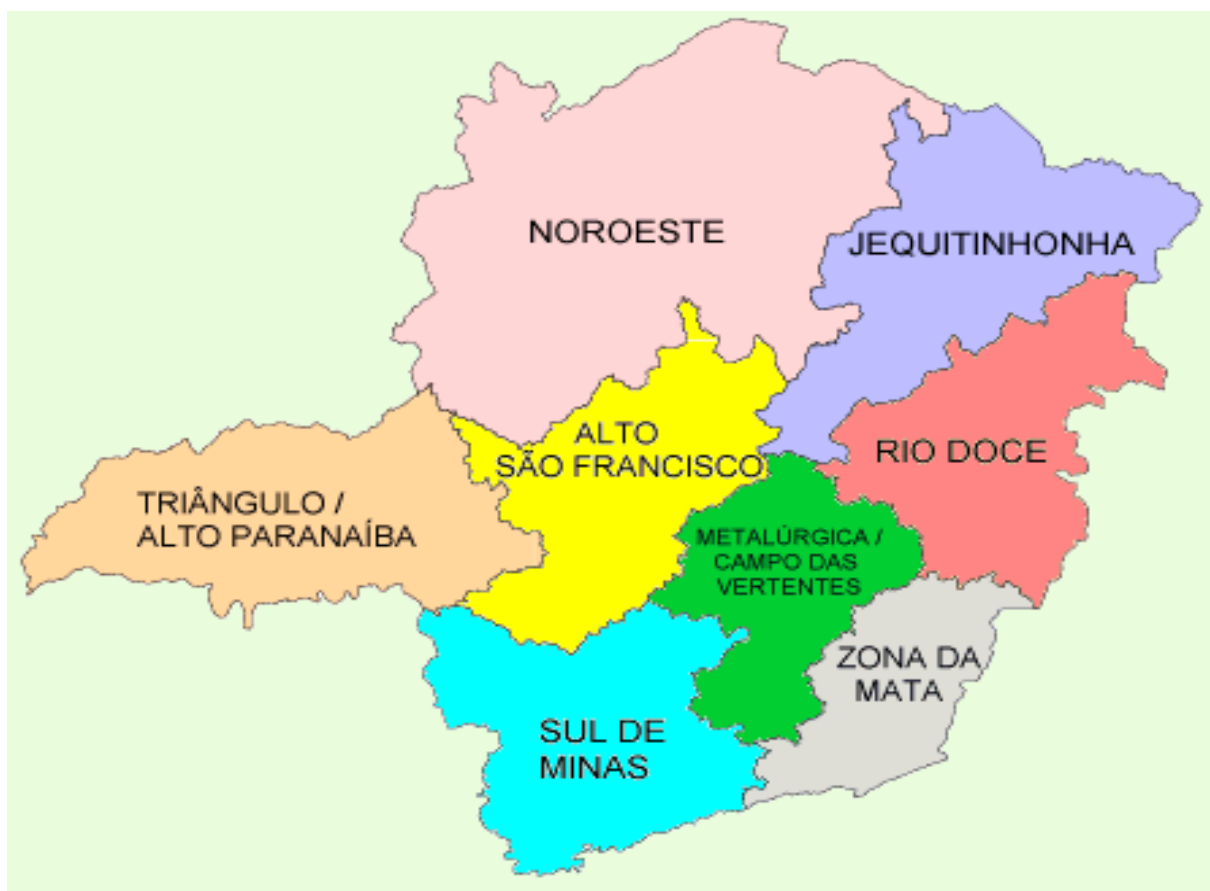 NOROESTE
JEQUITINHONHA
ALTO
SÃO FRANCISCO
RIO DOCE
TRIÂNGULO /
ALTO PARANAÍBA
METALÚRGICA /
CAMPO DAS
VERTENTES
ZONA DA
MATA
SUL DE
MINAS